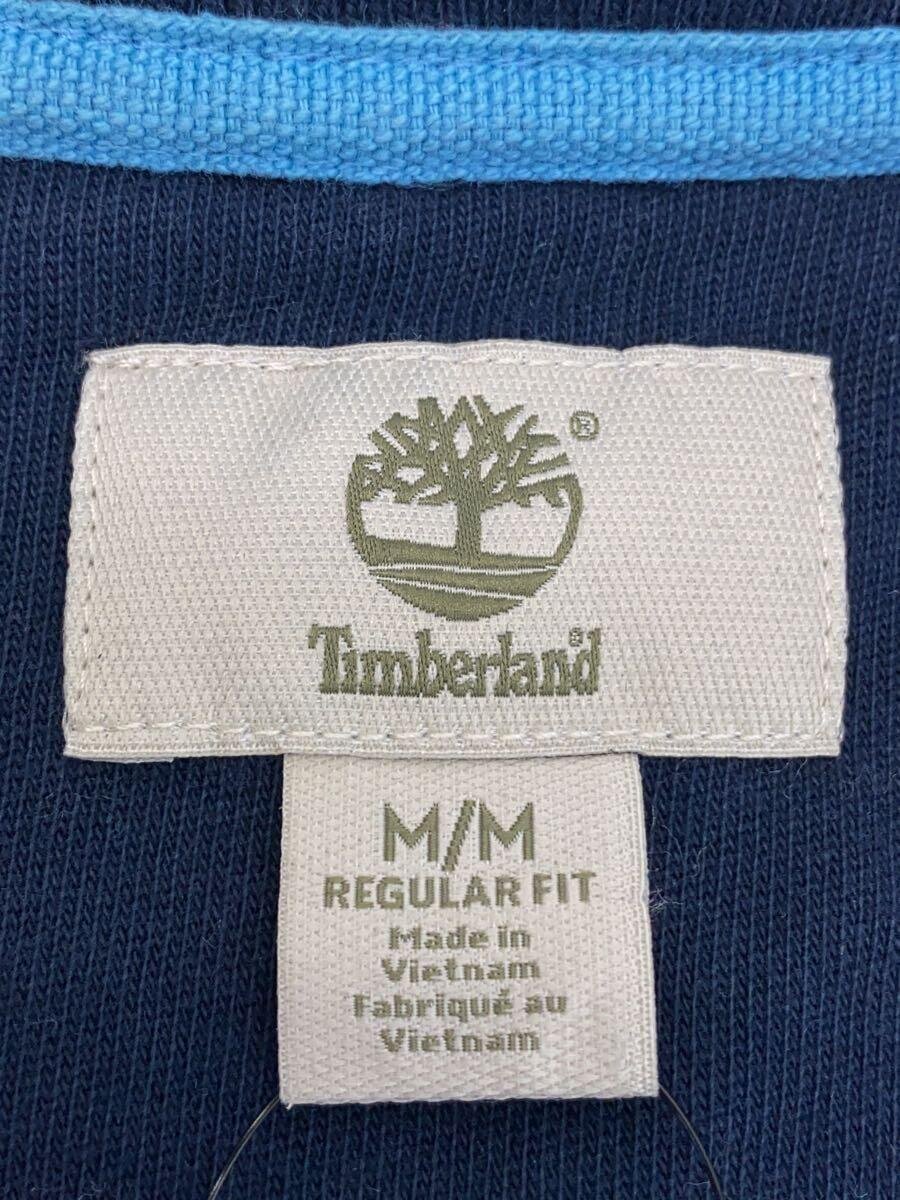 ®
Timberland®
M/M
REGULAR FIT
Made in
Vietnam
Fabriqué au
Vietnam